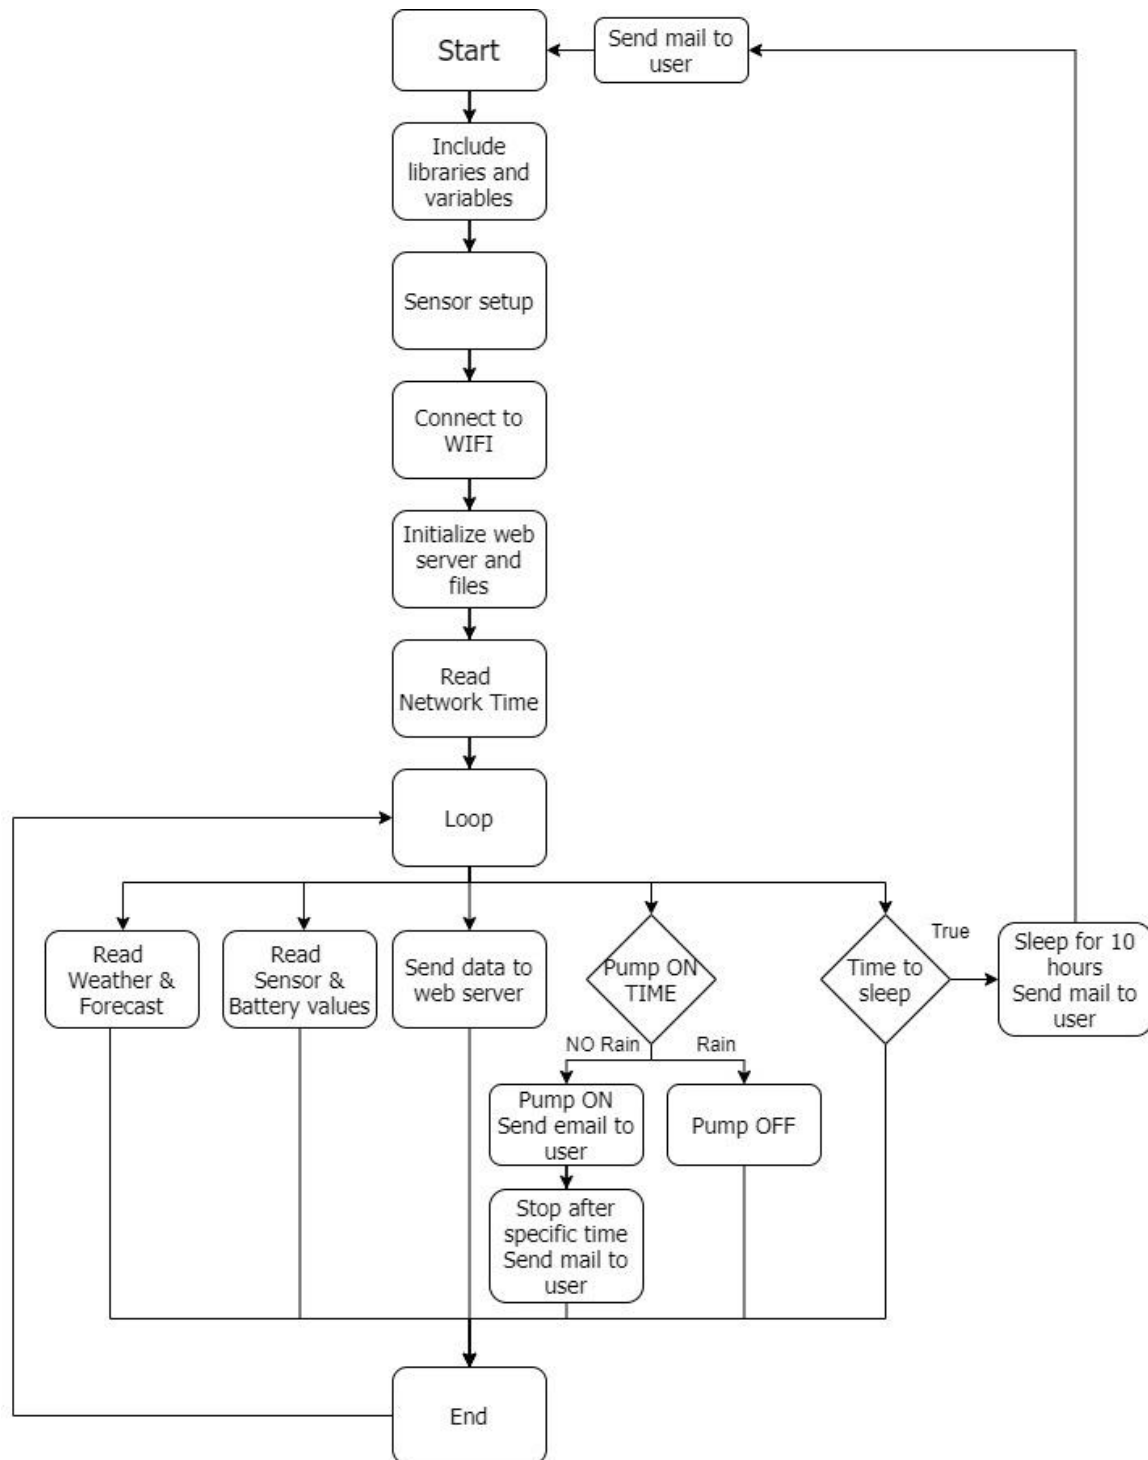 Start
Send mail to
user
Include
libraries and
variables
Sensor setup
Connect to
WIFI
Initialize web
server and
files
Read
Network Time
Loop
Read
Weather &
Forecast
Read
Sensor &
Battery values
Send data to
web server
Pump ON
TIME
Time to
sleep
True
Sleep for 10
hours
Send mail to
user
NO Rain
Rain
Pump ON
Send email to
user
Pump OFF
Stop after
specific time
Send mail to
user
End